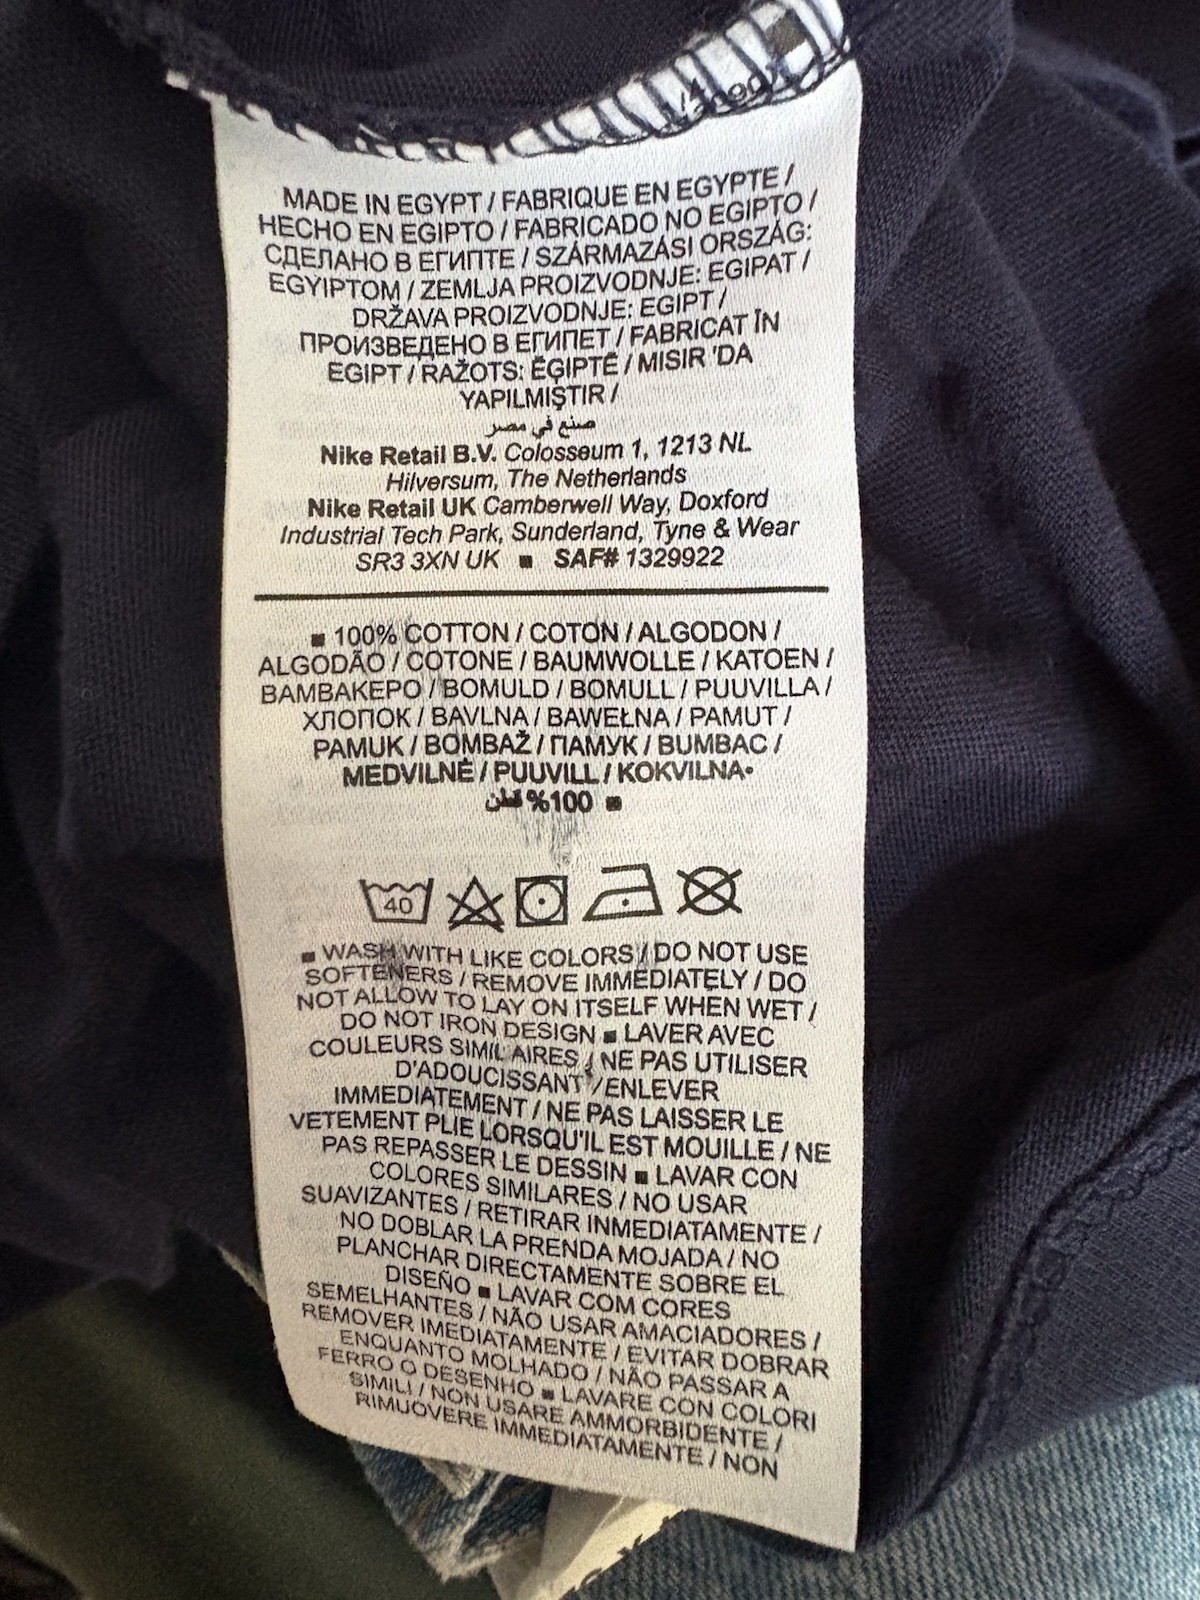 MADE IN EGYPT / FABRIQUE EN EGYPTE /
HECHO EN EGIPTO / FABRICADO NO EGIPTO /
СДЕЛАНО В ЕГИПТЕ / SZÁRMAZÁSI ORSZÁG:
EGYIPTOM / ZEMLJA PROIZVODNJE: EGIPAT /
DRŽAVA PROIZVODNJE: EGIPT /
ПРОИЗВЕДЕНО В ЕГИПЕТ / FABRICAT ÎN
EGIPT / RAŽOTS: ĒĢIPTĒ / MISIR 'DA
YAPILMIŞTIR /
صنع في مصر
Nike Retail B.V. Colosseum 1, 1213 NL
Hilversum, The Netherlands
Nike Retail UK Camberwell Way, Doxford
Industrial Tech Park, Sunderland, Tyne & Wear
SR3 3XN UK ■ SAF# 1329922
■ 100% COTTON / COTON / ALGODON /
ALGODÃO / COTONE / BAUMWOLLE / KATOEN /
ΒΑΜΒΑΚΕΡΟ / BOMULD / BOMULL / PUUVILLA /
ХЛОПОК / BAVLNA / BAWEŁNA / PAMUT /
PAMUK / BOMBAŽ / ПАМУК / BUMBAC /
MEDVILNĖ / PUUVILL / KOKVILNA•
■ 100% قطن
40
■ WASH WITH LIKE COLORS / DO NOT USE
SOFTENERS / REMOVE IMMEDIATELY / DO
NOT ALLOW TO LAY ON ITSELF WHEN WET /
DO NOT IRON DESIGN ■ LAVER AVEC
COULEURS SIMILAIRES / NE PAS UTILISER
D'ADOUCISSANT / ENLEVER
IMMEDIATEMENT / NE PAS LAISSER LE
VETEMENT PLIE LORSQU'IL EST MOUILLE / NE
PAS REPASSER LE DESSIN ■ LAVAR CON
COLORES SIMILARES / NO USAR
SUAVIZANTES / RETIRAR INMEDIATAMENTE /
NO DOBLAR LA PRENDA MOJADA / NO
PLANCHAR DIRECTAMENTE SOBRE EL
DISEÑO ■ LAVAR COM CORES
SEMELHANTES / NÃO USAR AMACIADORES /
REMOVER IMEDIATAMENTE / EVITAR DOBRAR
ENQUANTO MOLHADO / NÃO PASSAR A
FERRO O DESENHO ■ LAVARE CON COLORI
SIMILI / NON USARE AMMORBIDENTE /
RIMUOVERE IMMEDIATAMENTE / NON